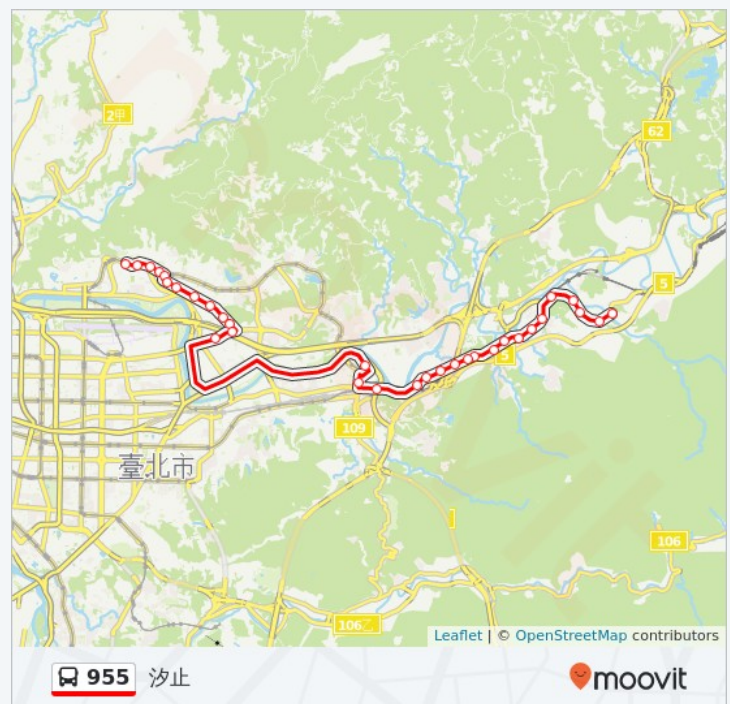 2甲
62
5
5
109
臺北市
106
106乙
Leaflet | © OpenStreetMap contributors
955 汐止
moovit